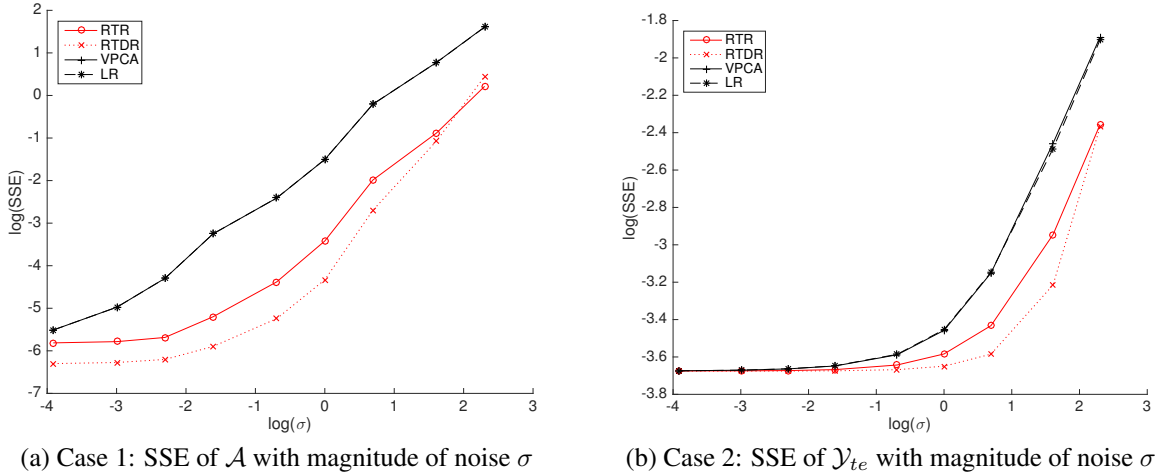 2
1
0
-1
-2
-3
-4
-5
-6
-7
log(SSE)
RTR
RTDR
VPCA
LR
-4 -3 -2 -1 0 1 2 3
log(σ)
(a) Case 1: SSE of 𝒜 with magnitude of noise σ
-1.8
-2
-2.2
-2.4
-2.6
-2.8
-3
-3.2
-3.4
-3.6
-3.8
log(SSE)
RTR
RTDR
VPCA
LR
-4 -3 -2 -1 0 1 2 3
log(σ)
(b) Case 2: SSE of 𝒴te with magnitude of noise σ